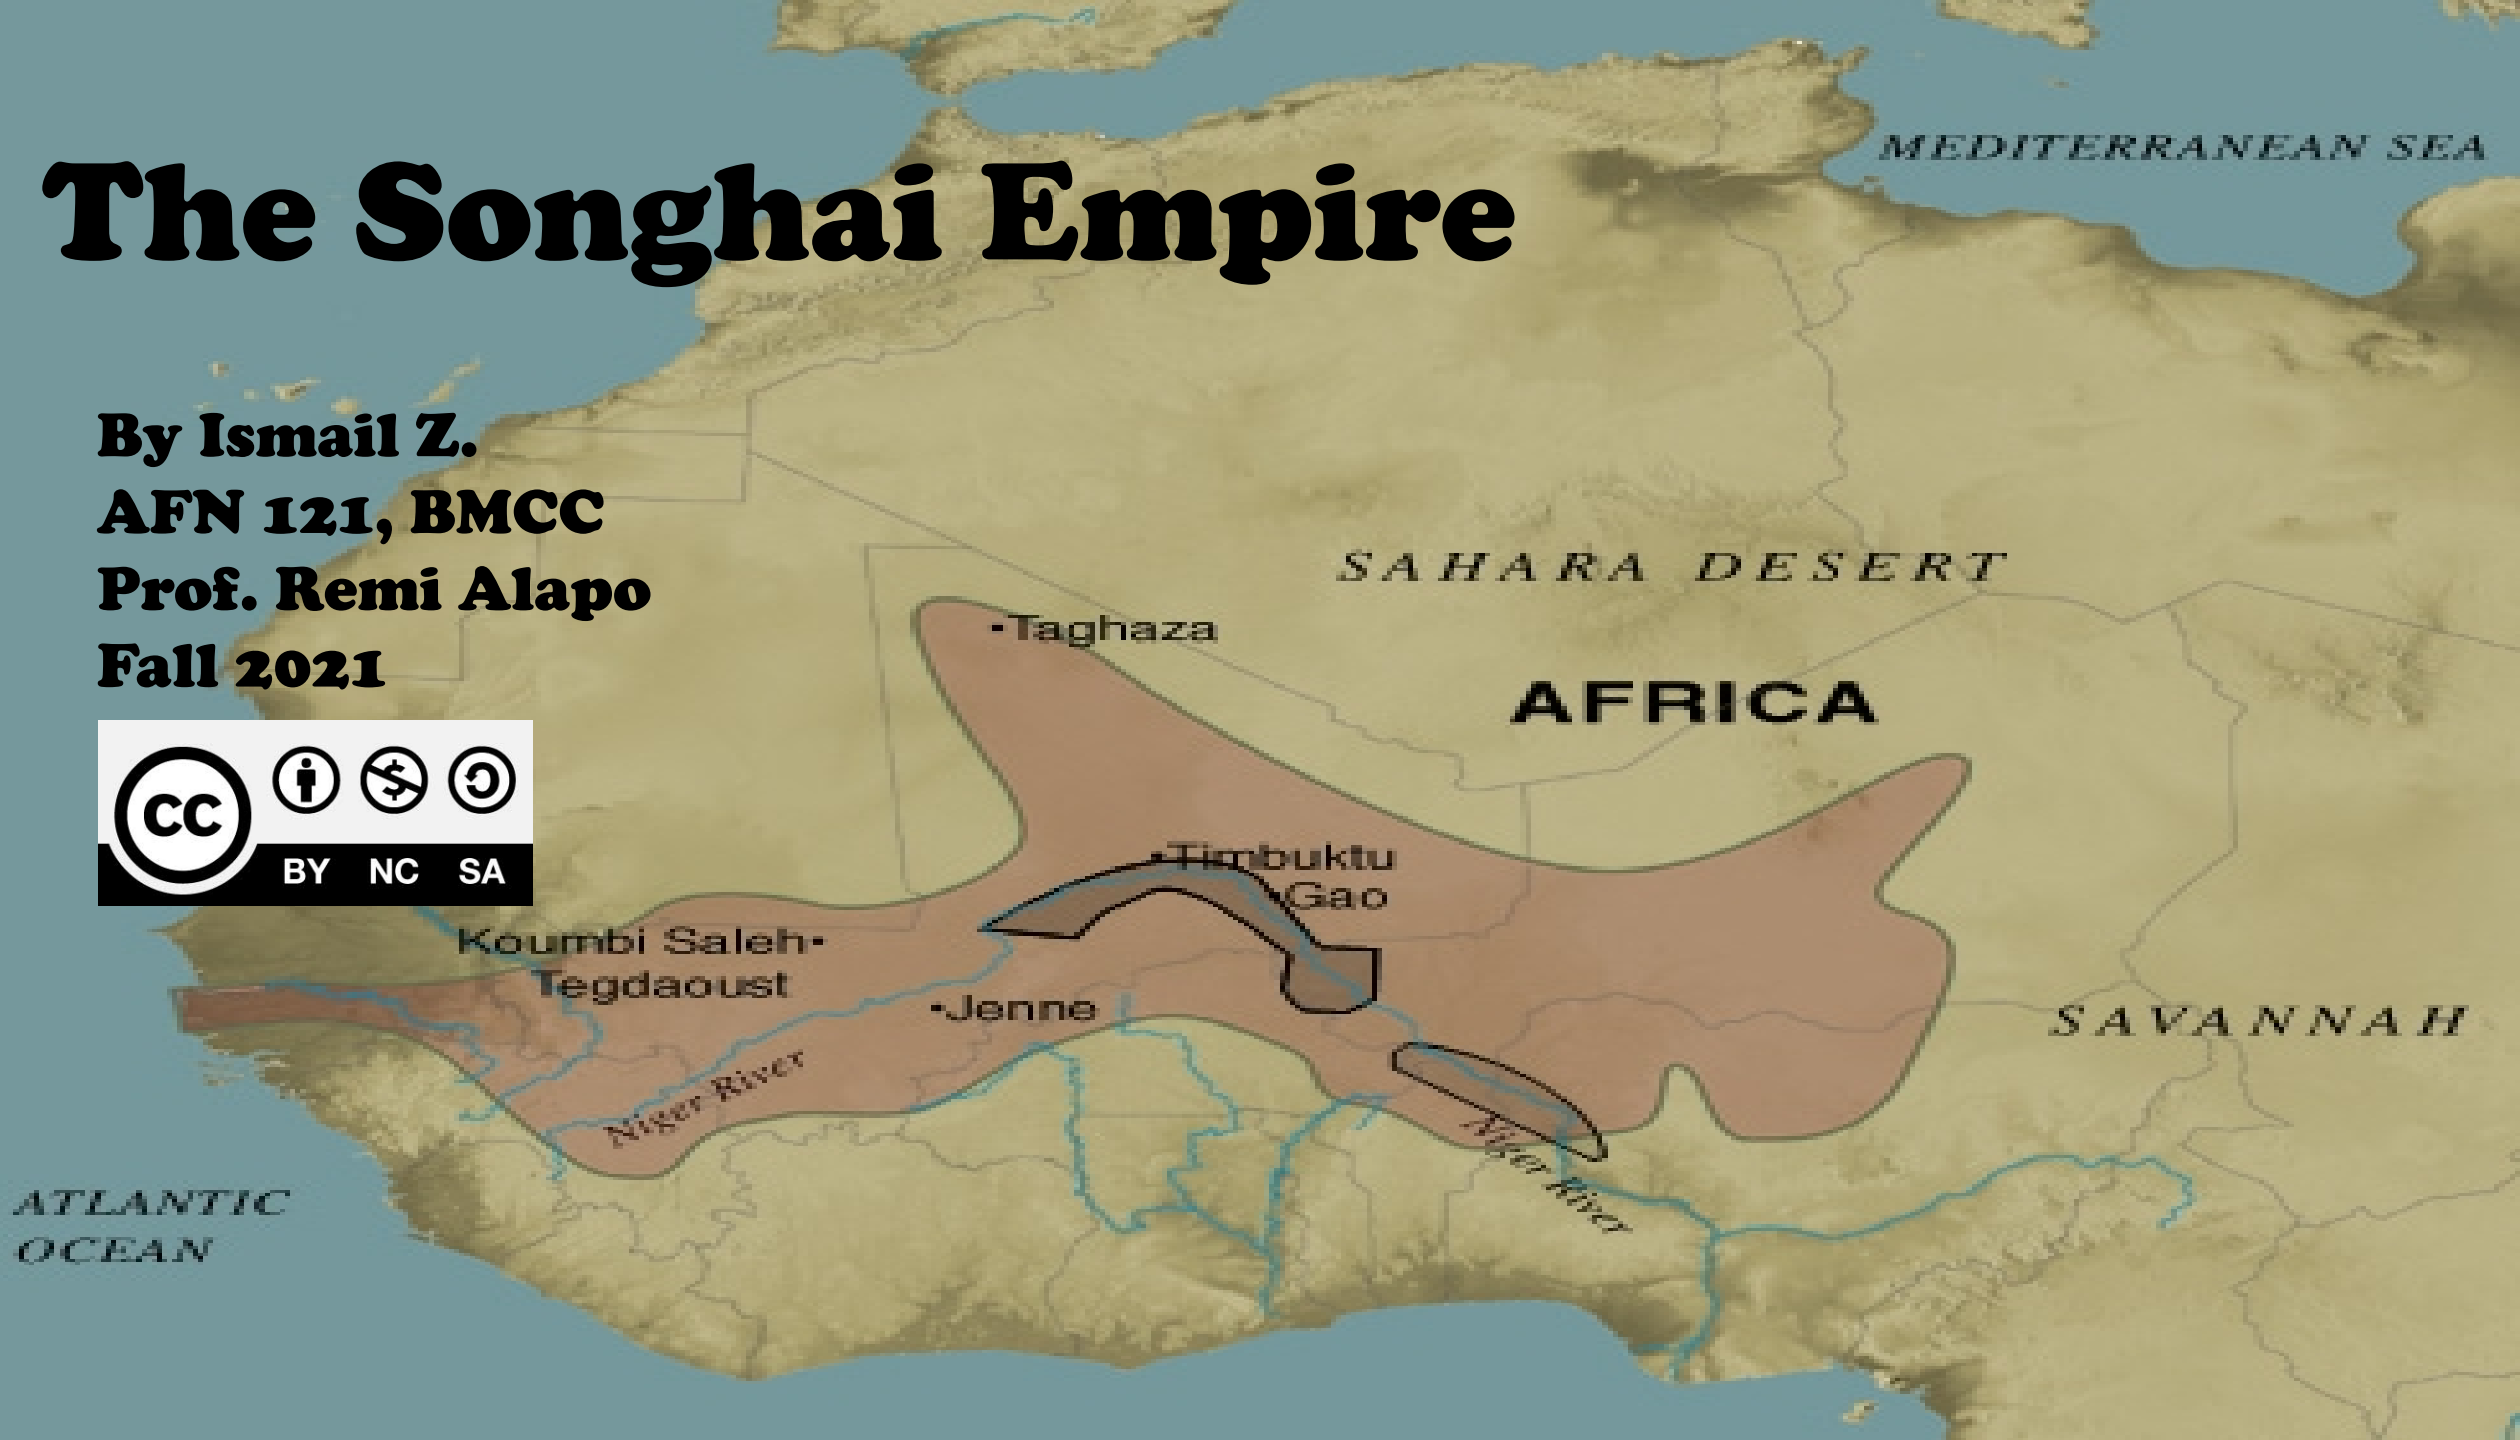 MEDITERRANEAN SEA
The Songhai Empire
By Ismail Z.
AFN 121, BMCC
Prof. Remi Alapo
Fall 2021
cc
BY NC SA
SAHARA DESERT
•Taghaza
AFRICA
•Timbuktu
•Gao
Koumbi Saleh•
Tegdaoust
•Jenne
SAVANNAH
Niger River
Niger River
ATLANTIC
OCEAN